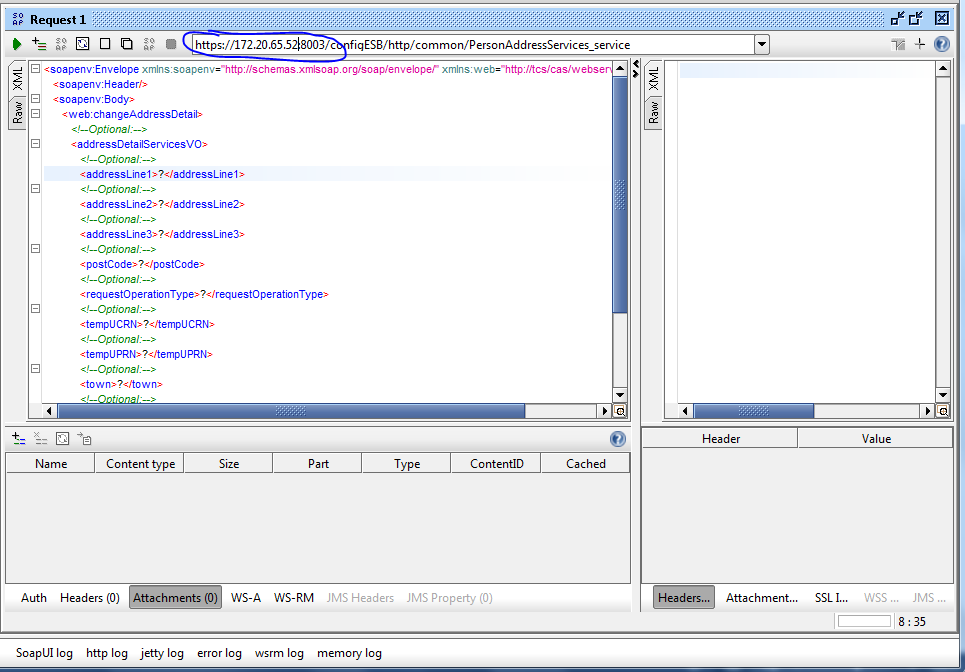 SO AP Request 1
https://172.20.65.52:8003/configESB/http/common/PersonAddressServices_service
XML
Raw
<soapenv:Envelope xmlns:soapenv="http://schemas.xmlsoap.org/soap/envelope/" xmlns:web="http://tcs/cas/webserv
<soapenv:Header/>
<soapenv:Body>
<web:changeAddressDetail>
<!--Optional:-->
<addressDetailServicesVO>
<!--Optional:-->
<addressLine1>?</addressLine1>
<!--Optional:-->
<addressLine2>?</addressLine2>
<!--Optional:-->
<addressLine3>?</addressLine3>
<!--Optional:-->
<postCode>?</postCode>
<!--Optional:-->
<requestOperationType>?</requestOperationType>
<!--Optional:-->
<tempUCRN>?</tempUCRN>
<!--Optional:-->
<tempUPRN>?</tempUPRN>
<!--Optional:-->
<town>?</town>
<!--Optional:-->
XML
Raw
Name Content type Size Part Type ContentID Cached
Header Value
Auth Headers (0) Attachments (0) WS-A WS-RM JMS Headers JMS Property (0)
Headers... Attachment... SSL I... WSS ... JMS ...
8 : 35
SoapUI log http log jetty log error log wsrm log memory log